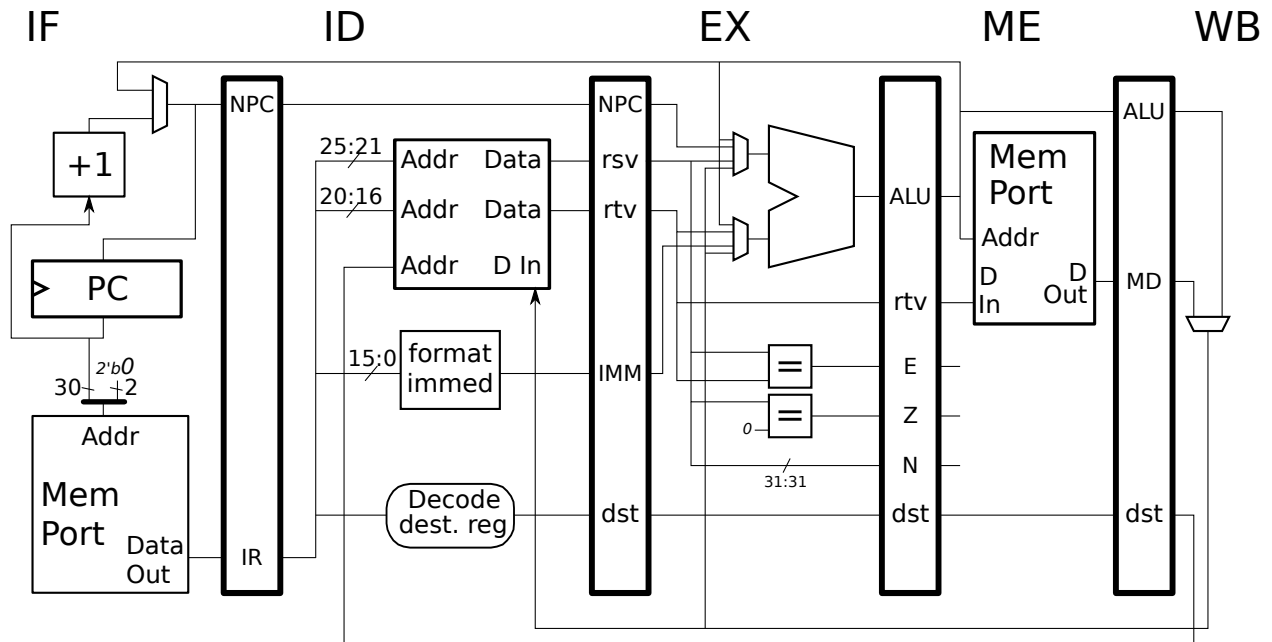 IF ID EX ME WB
NPC NPC ALU
+1
25:21 Addr Data rsv
20:16 Addr Data rtv
Addr D In
PC
ALU
Mem
Port
Addr
D
In
D
Out
rtv
MD
15:0
format
immed
IMM
2'b0
30 2
Addr
Mem
Port
Data
Out
IR
= E
= Z
0
N
31:31
Decode
dest. reg
dst dst dst